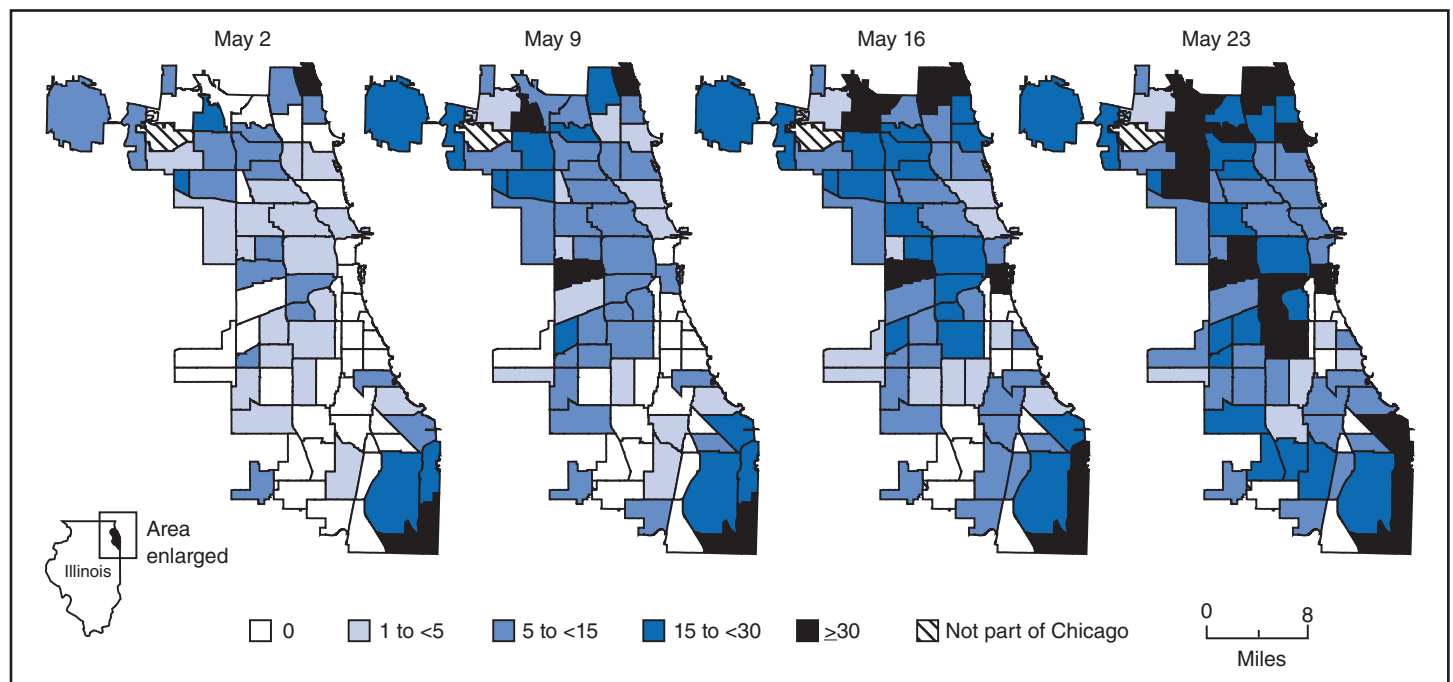 May 2
May 9
May 16
May 23
Area
enlarged
Illinois
0
1 to <5
5 to <15
15 to <30
≥30
Not part of Chicago
0 8
Miles